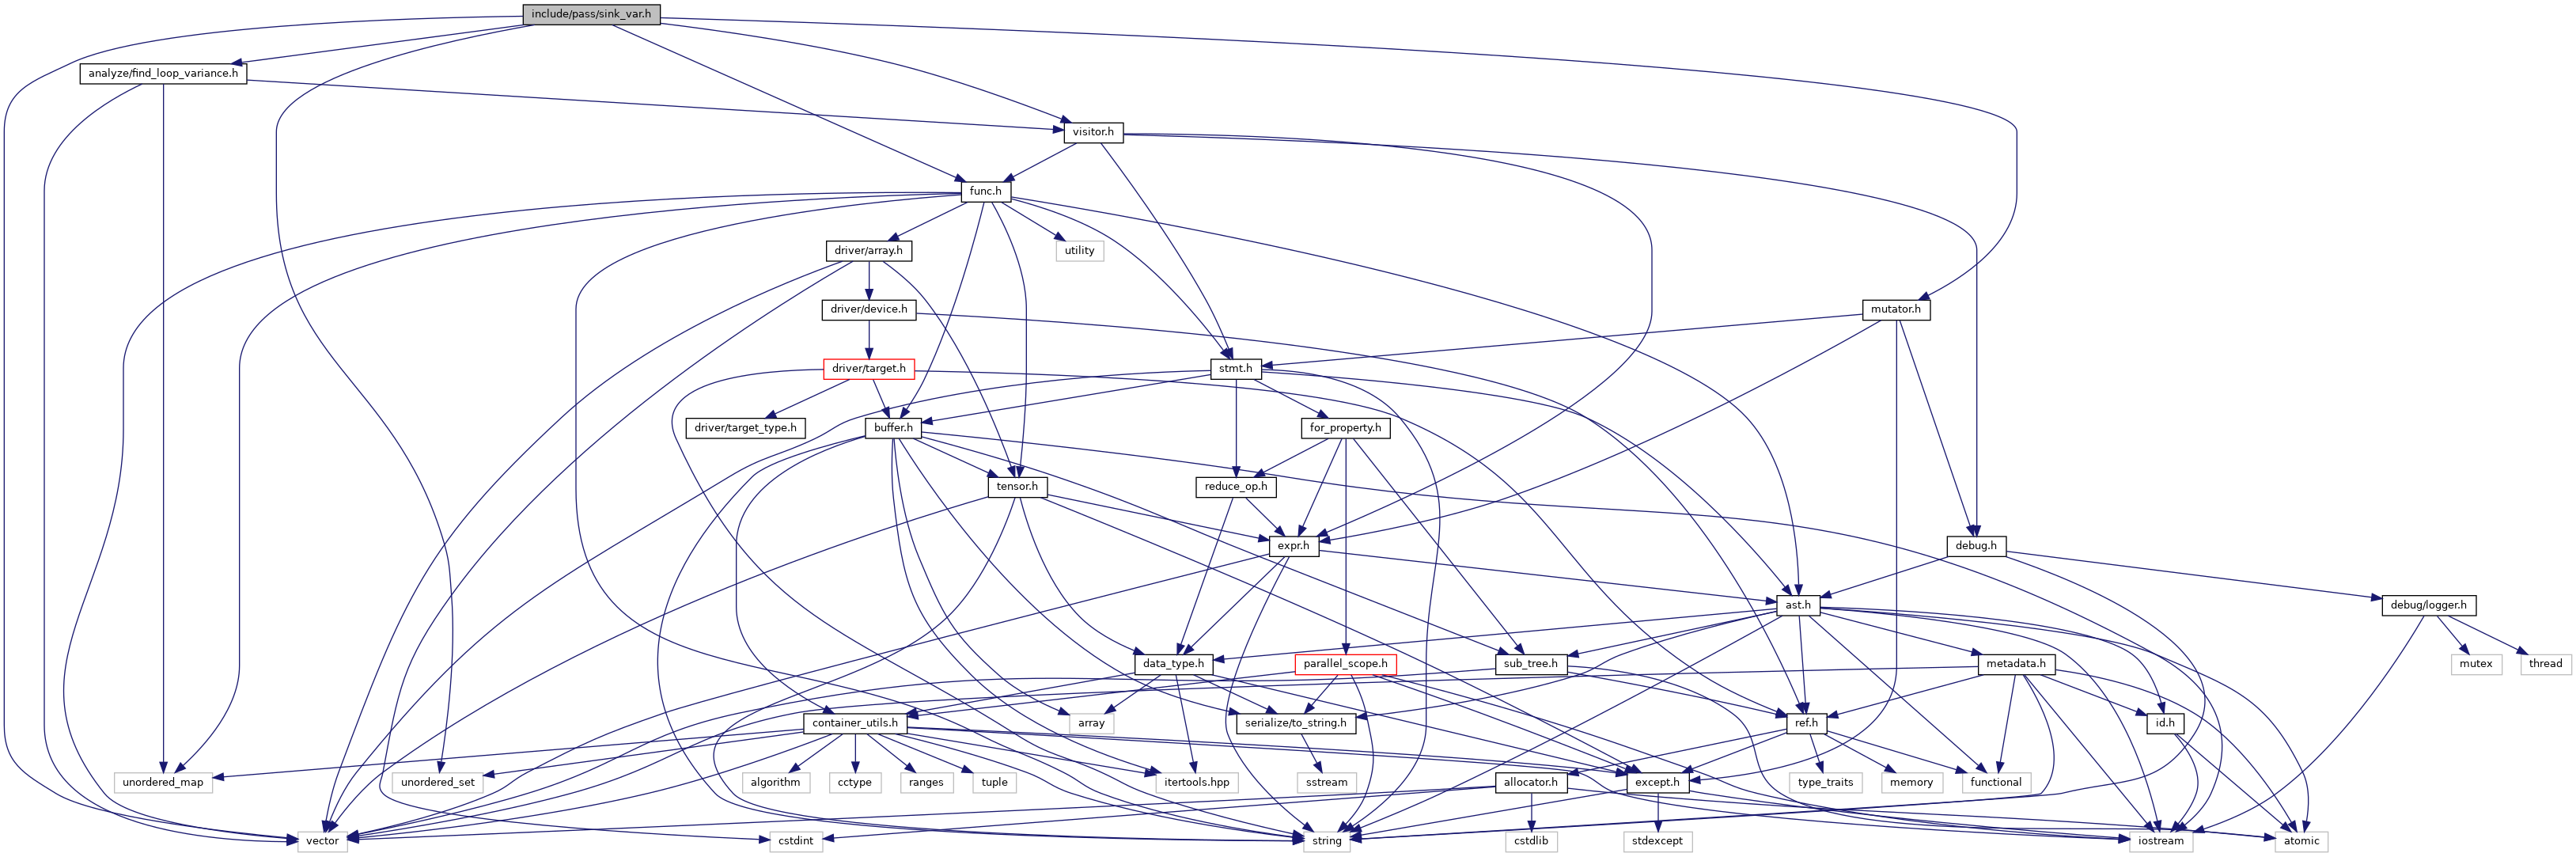 include/pass/sink_var.h
analyze/find_loop_variance.h
visitor.h
func.h
driver/array.h
utility
driver/device.h
mutator.h
driver/target.h
stmt.h
driver/target_type.h
buffer.h
for_property.h
tensor.h
reduce_op.h
expr.h
debug.h
ast.h
debug/logger.h
data_type.h
parallel_scope.h
sub_tree.h
metadata.h
mutex
thread
container_utils.h
array
serialize/to_string.h
ref.h
id.h
unordered_map
unordered_set
algorithm
cctype
ranges
tuple
itertools.hpp
sstream
allocator.h
except.h
type_traits
memory
functional
vector
cstdint
string
cstdlib
stdexcept
iostream
atomic